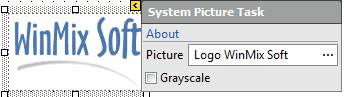 WinMix Soft
System Picture Task
About
Picture Logo WinMix Soft ...
Grayscale